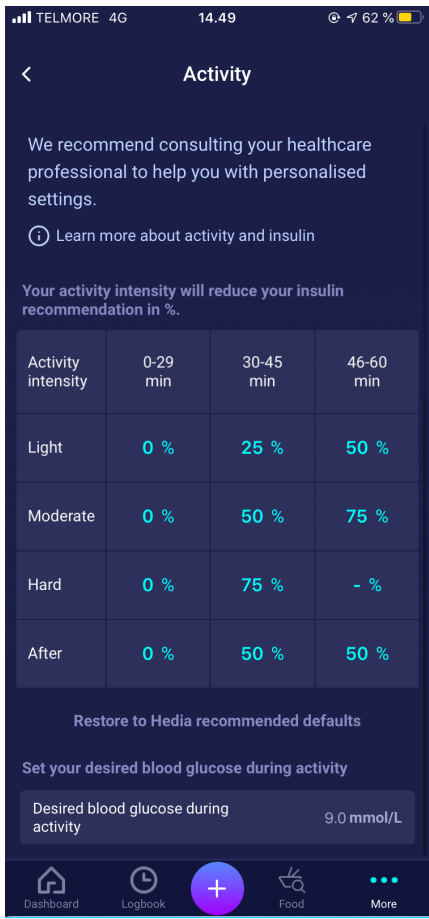 TELMORE 4G 14.49 62 %
Activity
We recommend consulting your healthcare
professional to help you with personalised
settings.
Learn more about activity and insulin
Your activity intensity will reduce your insulin
recommendation in %.
Activity
intensity
0-29
min
30-45
min
46-60
min
Light 0 % 25 % 50 %
Moderate 0 % 50 % 75 %
Hard 0 % 75 % - %
After 0 % 50 % 50 %
Restore to Hedia recommended defaults
Set your desired blood glucose during activity
Desired blood glucose during
activity
9.0 mmol/L
Dashboard Logbook + Food More